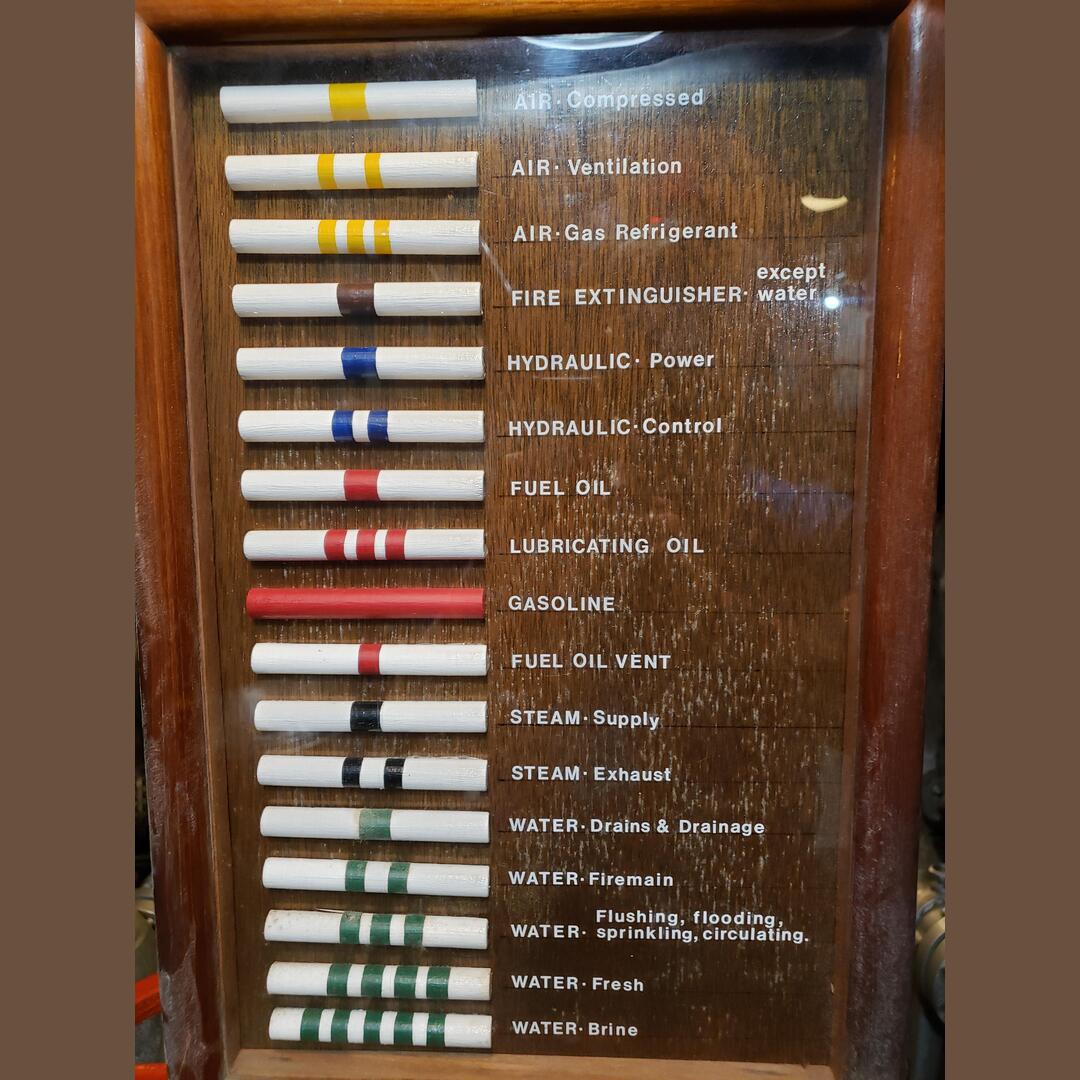 AIR· Compressed
AIR· Ventilation
AIR· Gas Refrigerant
FIRE EXTINGUISHER· except water
HYDRAULIC· Power
HYDRAULIC· Control
FUEL OIL
LUBRICATING OIL
GASOLINE
FUEL OIL VENT
STEAM· Supply
STEAM· Exhaust
WATER· Drains & Drainage
WATER· Firemain
WATER· Flushing, flooding,
sprinkling, circulating.
WATER· Fresh
WATER· Brine